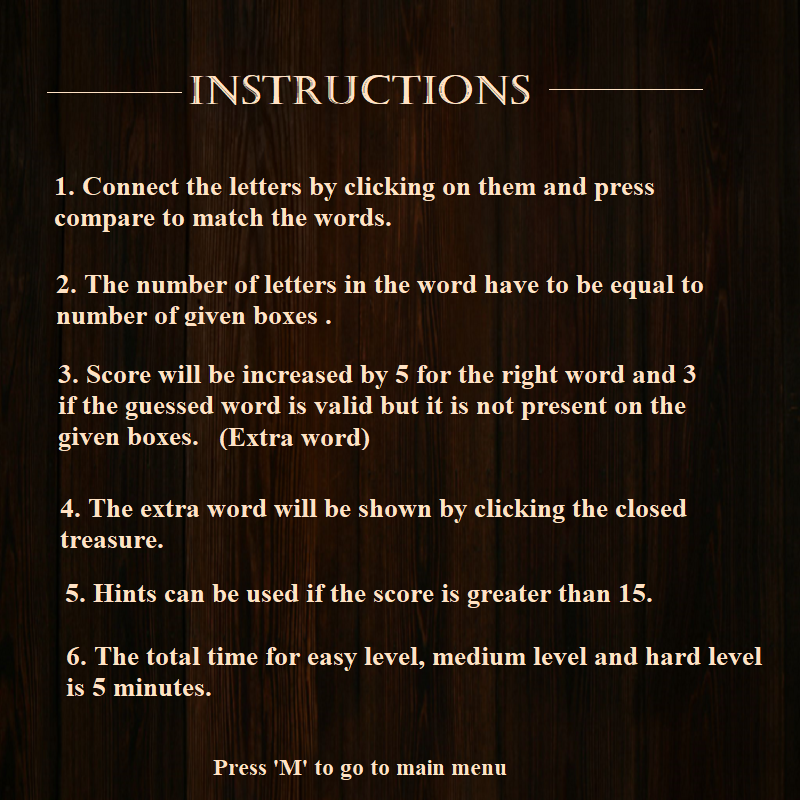 INSTRUCTIONS
1. Connect the letters by clicking on them and press
compare to match the words.
2. The number of letters in the word have to be equal to
number of given boxes .
3. Score will be increased by 5 for the right word and 3
if the guessed word is valid but it is not present on the
given boxes. (Extra word)
4. The extra word will be shown by clicking the closed
treasure.
5. Hints can be used if the score is greater than 15.
6. The total time for easy level, medium level and hard level
is 5 minutes.
Press 'M' to go to main menu